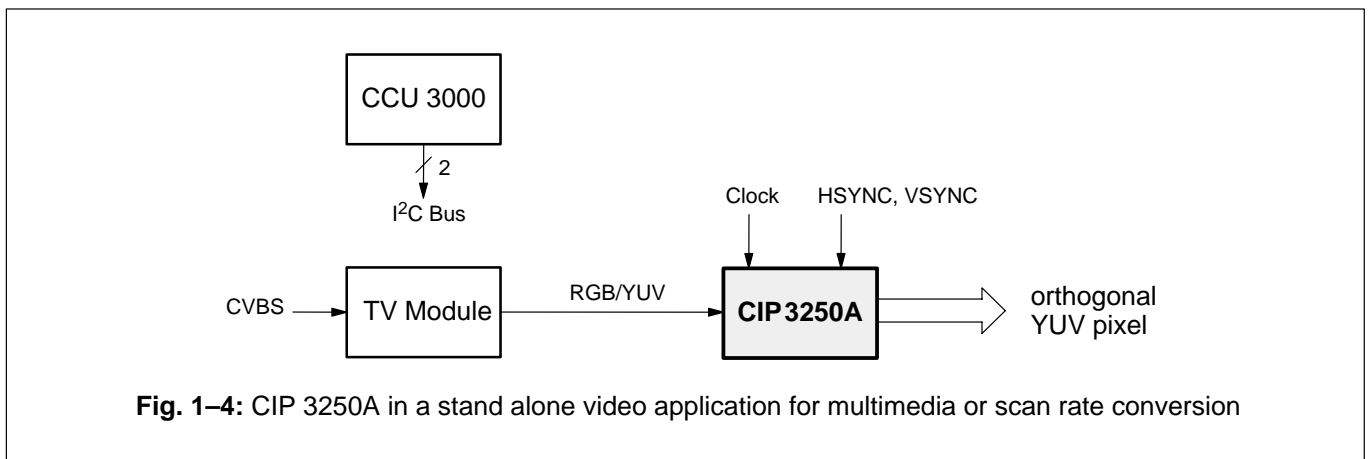 CCU 3000
2
I²C Bus
Clock
HSYNC, VSYNC
CVBS
TV Module
RGB/YUV
CIP 3250A
orthogonal
YUV pixel
Fig. 1–4: CIP 3250A in a stand alone video application for multimedia or scan rate conversion